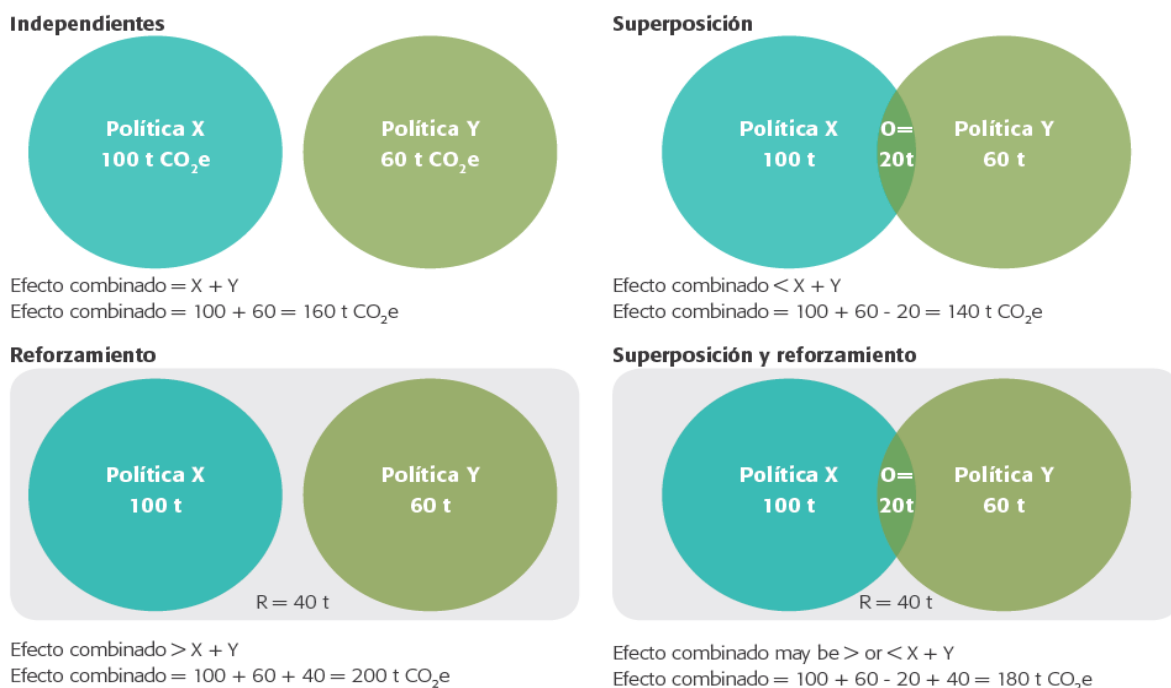 Independientes
Política X
100 t CO₂e
Política Y
60 t CO₂e
Efecto combinado = X + Y
Efecto combinado = 100 + 60 = 160 t CO₂e
Superposición
Política X
100 t
O=
20t
Política Y
60 t
Efecto combinado < X + Y
Efecto combinado = 100 + 60 - 20 = 140 t CO₂e
Reforzamiento
Política X
100 t
Política Y
60 t
R = 40 t
Efecto combinado > X + Y
Efecto combinado = 100 + 60 + 40 = 200 t CO₂e
Superposición y reforzamiento
Política X
100 t
O=
20t
Política Y
60 t
R = 40 t
Efecto combinado may be > or < X + Y
Efecto combinado = 100 + 60 - 20 + 40 = 180 t CO₂e